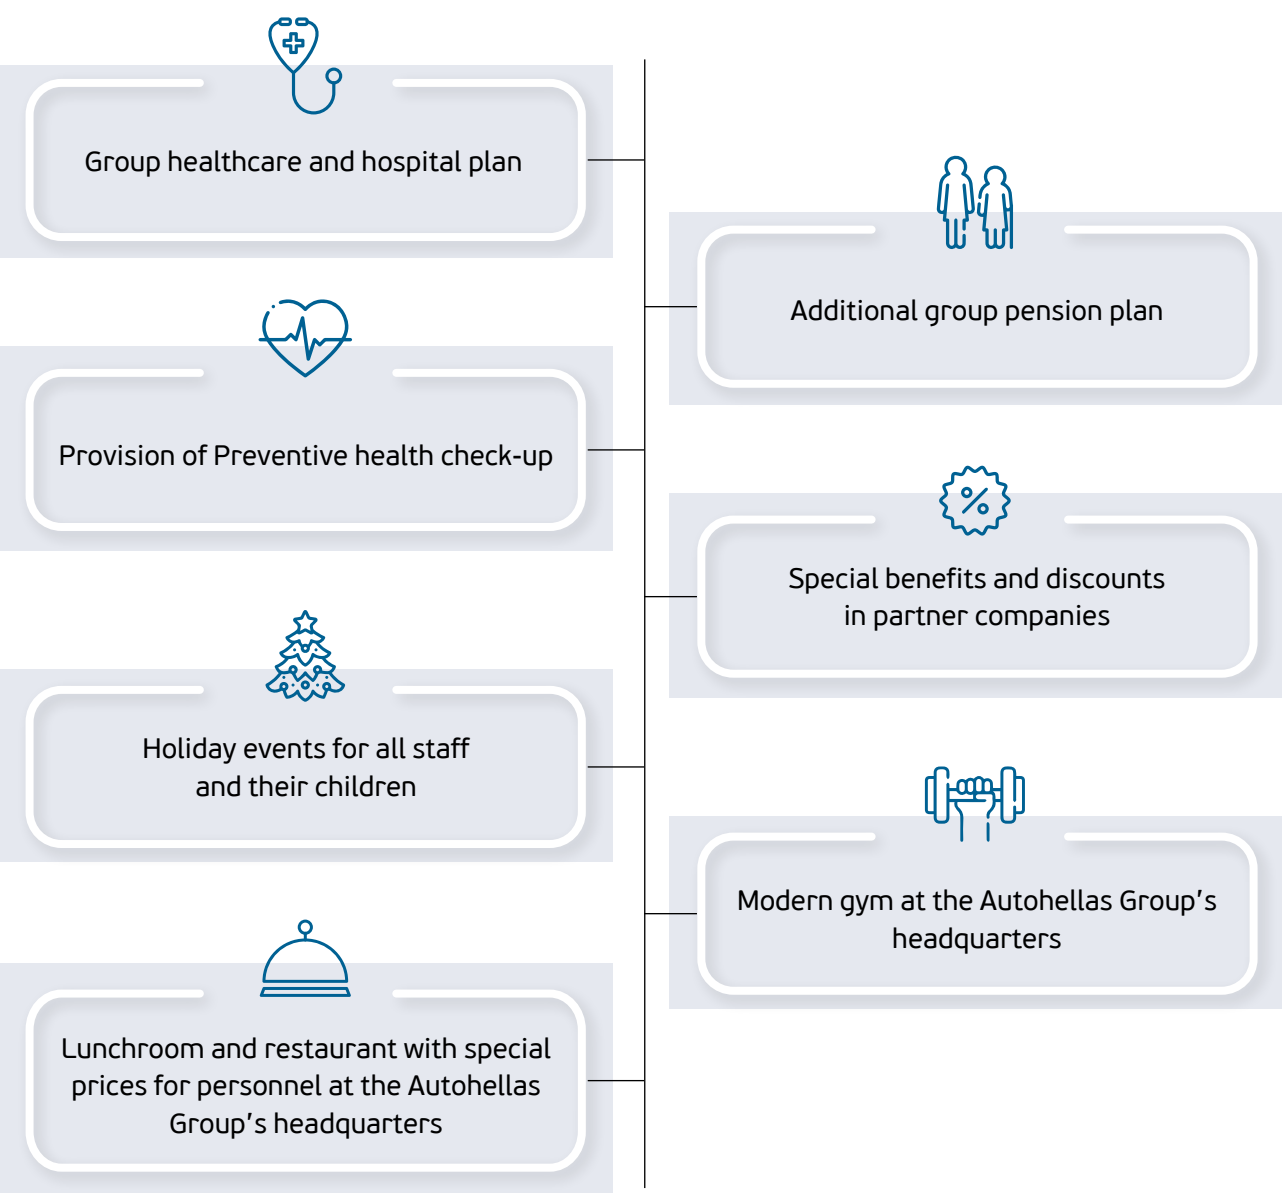 Group healthcare and hospital plan
Additional group pension plan
Provision of Preventive health check-up
Special benefits and discounts
in partner companies
Holiday events for all staff
and their children
Modern gym at the Autohellas Group's
headquarters
Lunchroom and restaurant with special
prices for personnel at the Autohellas
Group's headquarters